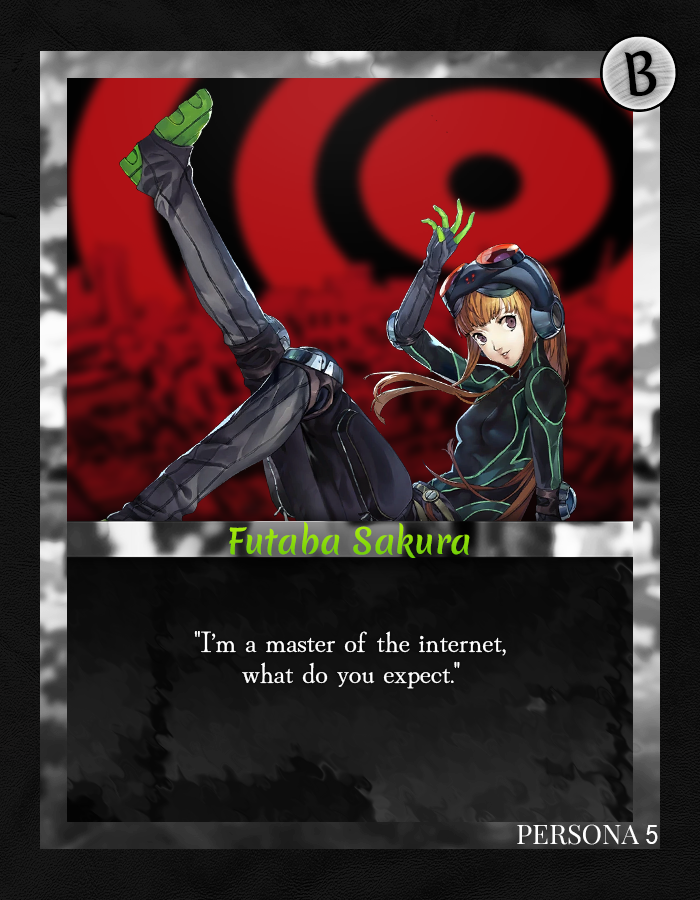 B
Futaba Sakura
"I'm a master of the internet,
what do you expect."
PERSONA 5